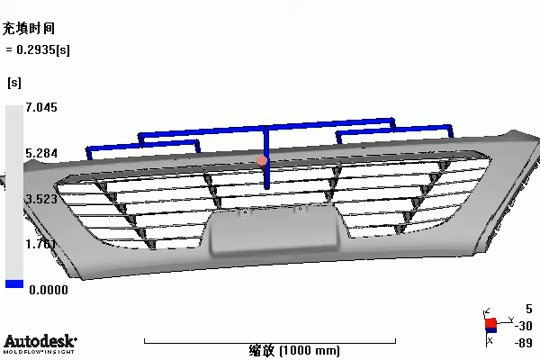 充填时间
= 0.2935[s]
[s]
7.045
5.284
3.523
1.761
0.0000
Autodesk
MOLDFLOW INSIGHT
缩放 (1000 mm)
Z
Y
X
5
-30
-89